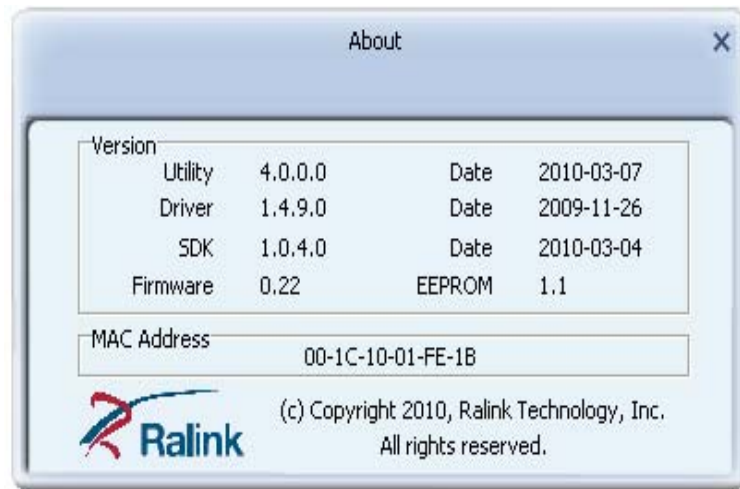 About
Version
Utility 4.0.0.0 Date 2010-03-07
Driver 1.4.9.0 Date 2009-11-26
SDK 1.0.4.0 Date 2010-03-04
Firmware 0.22 EEPROM 1.1
MAC Address
00-1C-10-01-FE-1B
Ralink
(c) Copyright 2010, Ralink Technology, Inc.
All rights reserved.